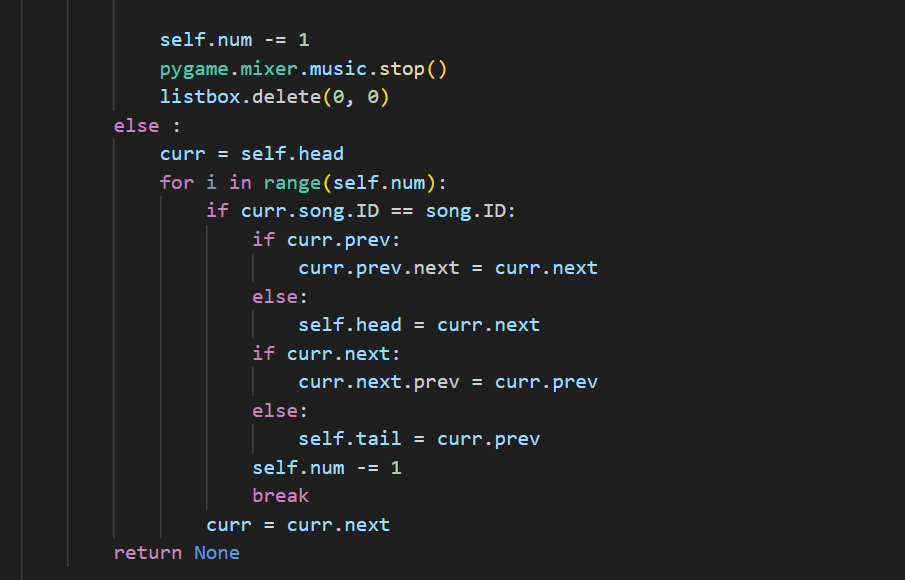 self.num -= 1
pygame.mixer.music.stop()
listbox.delete(0, 0)
else :
curr = self.head
for i in range(self.num):
if curr.song.ID == song.ID:
if curr.prev:
curr.prev.next = curr.next
else:
self.head = curr.next
if curr.next:
curr.next.prev = curr.prev
else:
self.tail = curr.prev
self.num -= 1
break
curr = curr.next
return None